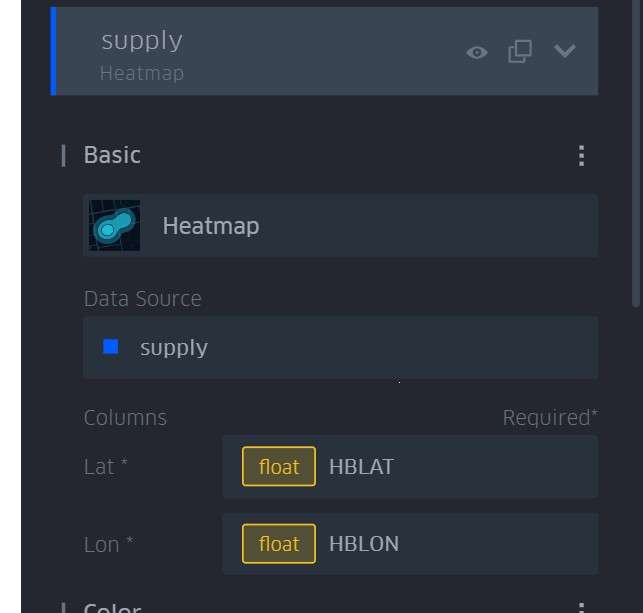 supply
Heatmap
Basic
Heatmap
Data Source
supply
Columns Required*
Lat * float HBLAT
Lon * float HBLON
Color